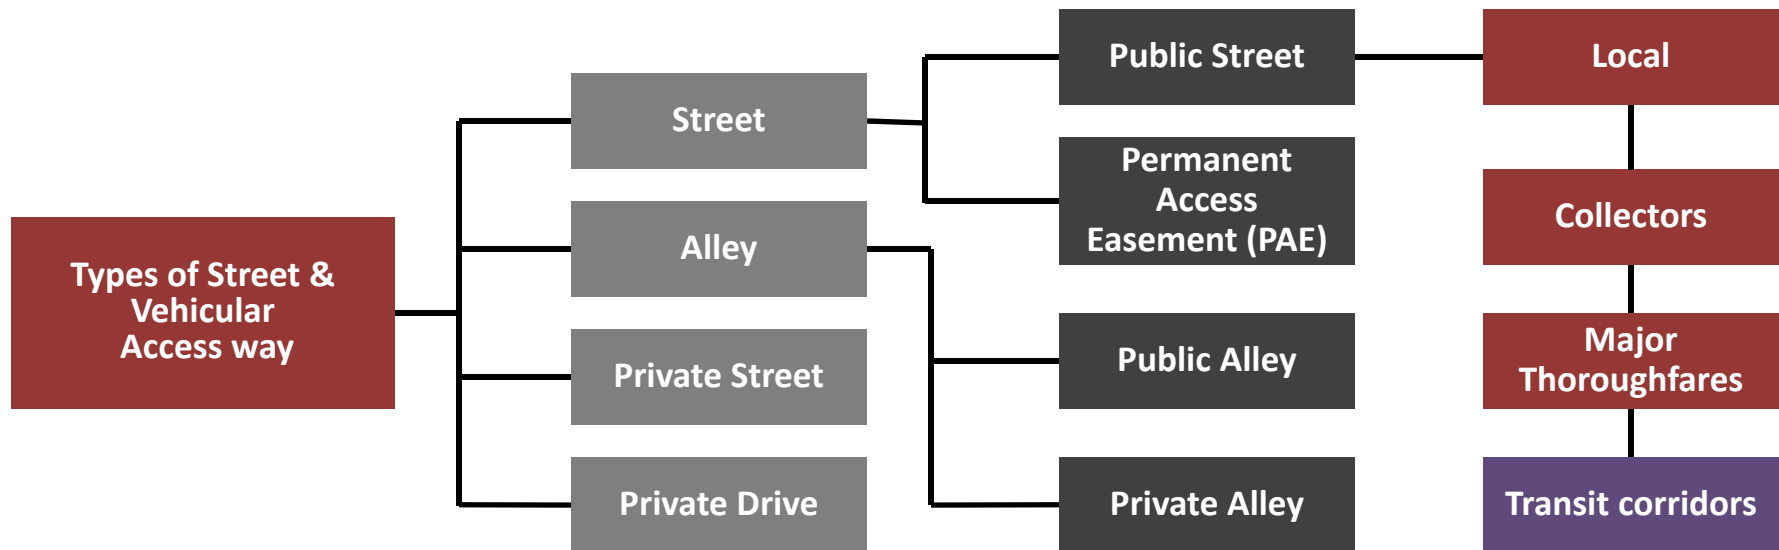 Types of Street &
Vehicular
Access way
Street
Alley
Private Street
Private Drive
Public Street
Permanent
Access
Easement (PAE)
Public Alley
Private Alley
Local
Collectors
Major
Thoroughfares
Transit corridors